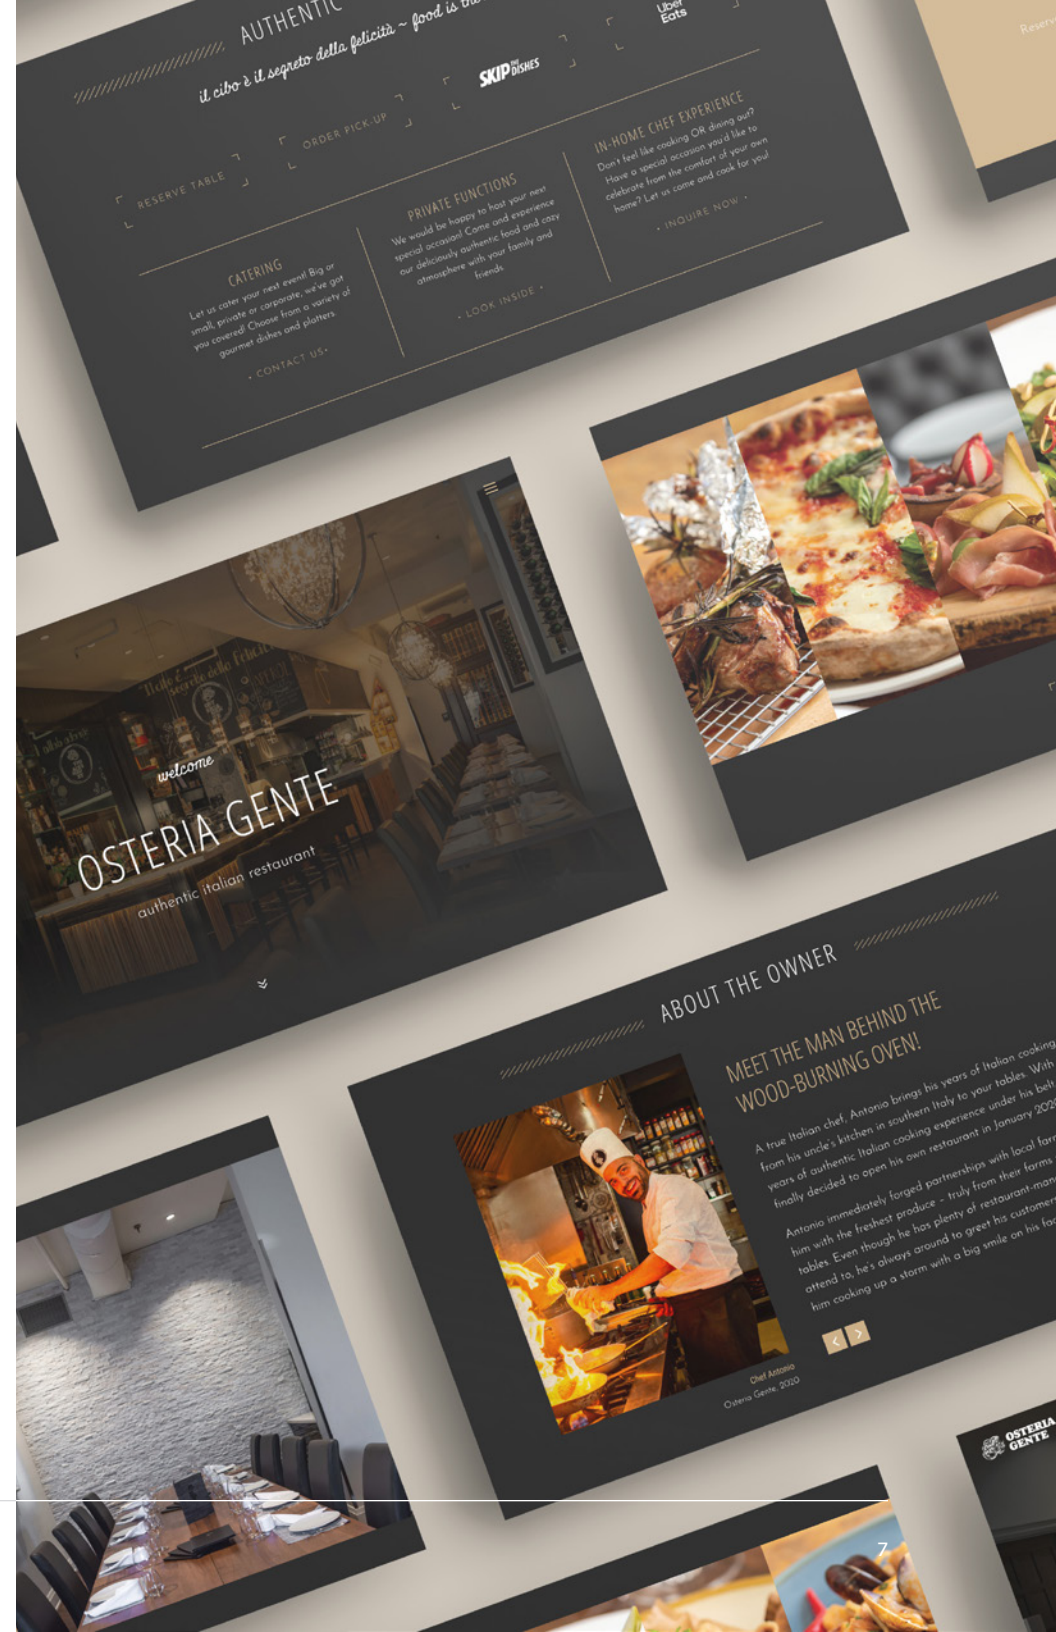 AUTHENTIC
il cibo è il segreto della felicità ~ food is the
RESERVE TABLE
ORDER PICK-UP
SKIP THE DISHES
Uber
Eats
CATERING
Let us cater your next event! Big or
small, private or corporate, we've got
you covered! Choose from a variety of
gourmet dishes and platters.
• CONTACT US•
PRIVATE FUNCTIONS
We would be happy to host your next
special occasion! Come and experience
our deliciously authentic food and cozy
atmosphere with your family and
friends
• LOOK INSIDE •
IN-HOME CHEF EXPERIENCE
Don't feel like cooking OR dining out?
Have a special occasion you'd like to
celebrate from the comfort of your own
home? Let us come and cook for you!
• INQUIRE NOW •
segreto della felicità
welcome
OSTERIA GENTE
authentic italian restaurant
ABOUT THE OWNER
MEET THE MAN BEHIND THE
WOOD-BURNING OVEN!
A true Italian chef, Antonio brings his years of Italian cooking
from his uncle's kitchen in southern Italy to your tables. With
years of authentic Italian cooking experience under his belt
finally decided to open his own restaurant in January 2020
Antonio immediately forged partnerships with local far
him with the freshest produce - truly from their farms
tables. Even though he has plenty of restaurant-man
attend to, he's always around to greet his customers
him cooking up a storm with a big smile on his fac
Chef Antonio
Osteria Gente, 2020
OSTERIA
GENTE
7